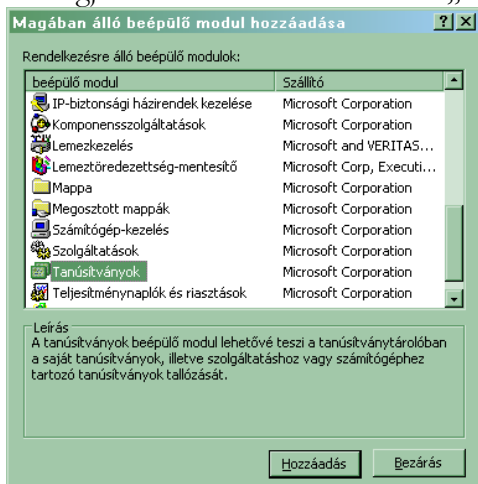 Magában álló beépülő modul hozzáadása
Rendelkezésre álló beépülő modulok:
beépülő modul Szállító
IP-biztonsági házirendek kezelése Microsoft Corporation
Komponensszolgáltatások Microsoft Corporation
Lemezkezelés Microsoft and VERITAS...
Lemeztöredezettség-mentesítő Microsoft Corp, Executi...
Mappa Microsoft Corporation
Megosztott mappák Microsoft Corporation
Számítógép-kezelés Microsoft Corporation
Szolgáltatások Microsoft Corporation
Tanúsítványok Microsoft Corporation
Teljesítménynaplók és riasztások Microsoft Corporation
Leírás
A tanúsítványok beépülő modul lehetővé teszi a tanúsítványtárolóban
a saját tanúsítványok, illetve szolgáltatáshoz vagy számítógéphez
tartozó tanúsítványok tallózását.
Hozzáadás Bezárás